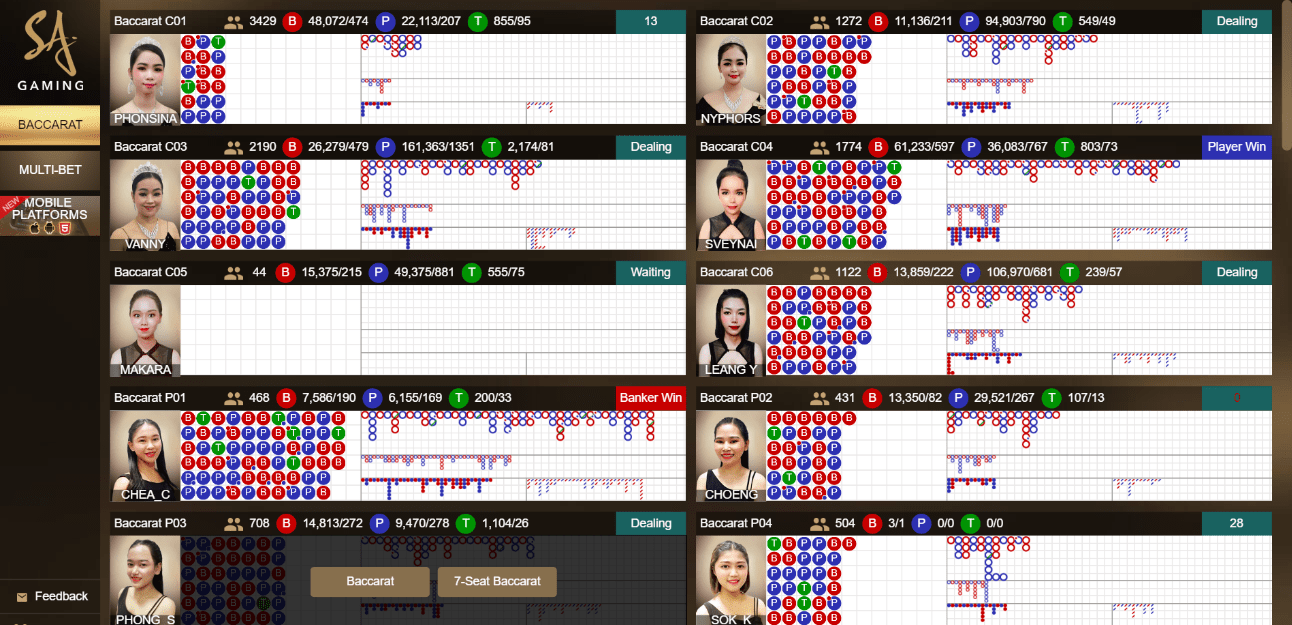 SA
GAMING
BACCARAT
MULTI-BET
NEW
MOBILE
PLATFORMS
Feedback
Baccarat C01 3429 B 48,072/474 P 22,113/207 T 855/95 13
PHONSINA
Baccarat C02 1272 B 11,136/211 P 94,903/790 T 549/49 Dealing
NYPHORS
Baccarat C03 2190 B 26,279/479 P 161,363/1351 T 2,174/81 Dealing
VANNY
Baccarat C04 1774 B 61,233/597 P 36,083/767 T 803/73 Player Win
SVEYNAI
Baccarat C05 44 B 15,375/215 P 49,375/881 T 555/75 Waiting
MAKARA
Baccarat C06 1122 B 13,859/222 P 106,970/681 T 239/57 Dealing
LEANG Y
Baccarat P01 468 B 7,586/190 P 6,155/169 T 200/33 Banker Win
CHEA_C
Baccarat P02 431 B 13,350/82 P 29,521/267 T 107/13 0
CHOENG
Baccarat P03 708 B 14,813/272 P 9,470/278 T 1,104/26 Dealing
Baccarat 7-Seat Baccarat
PHONG_S
Baccarat P04 504 B 3/1 P 0/0 T 0/0 28
SOK_K